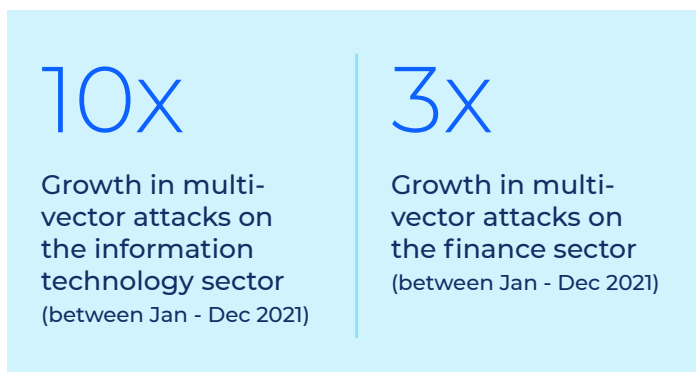 10x
Growth in multi-
vector attacks on
the information
technology sector
(between Jan - Dec 2021)
3x
Growth in multi-
vector attacks on
the finance sector
(between Jan - Dec 2021)